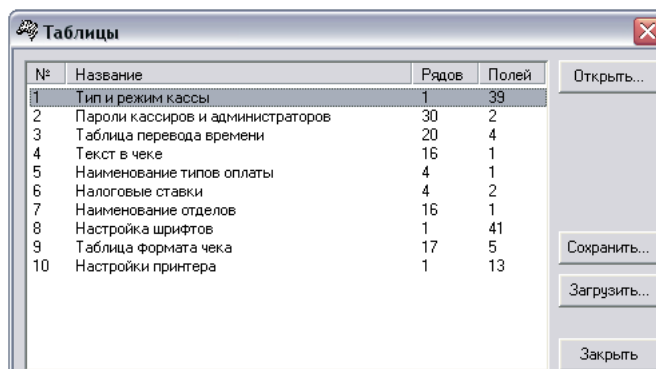 Таблицы
№ Название Рядов Полей Открыть...
1 Тип и режим кассы 1 39
2 Пароли кассиров и администраторов 30 2
3 Таблица перевода времени 20 4
4 Текст в чеке 16 1
5 Наименование типов оплаты 4 1
6 Налоговые ставки 4 2
7 Наименование отделов 16 1
8 Настройка шрифтов 1 41
9 Таблица формата чека 17 5 Сохранить...
10 Настройки принтера 1 13
Загрузить...
Закрыть